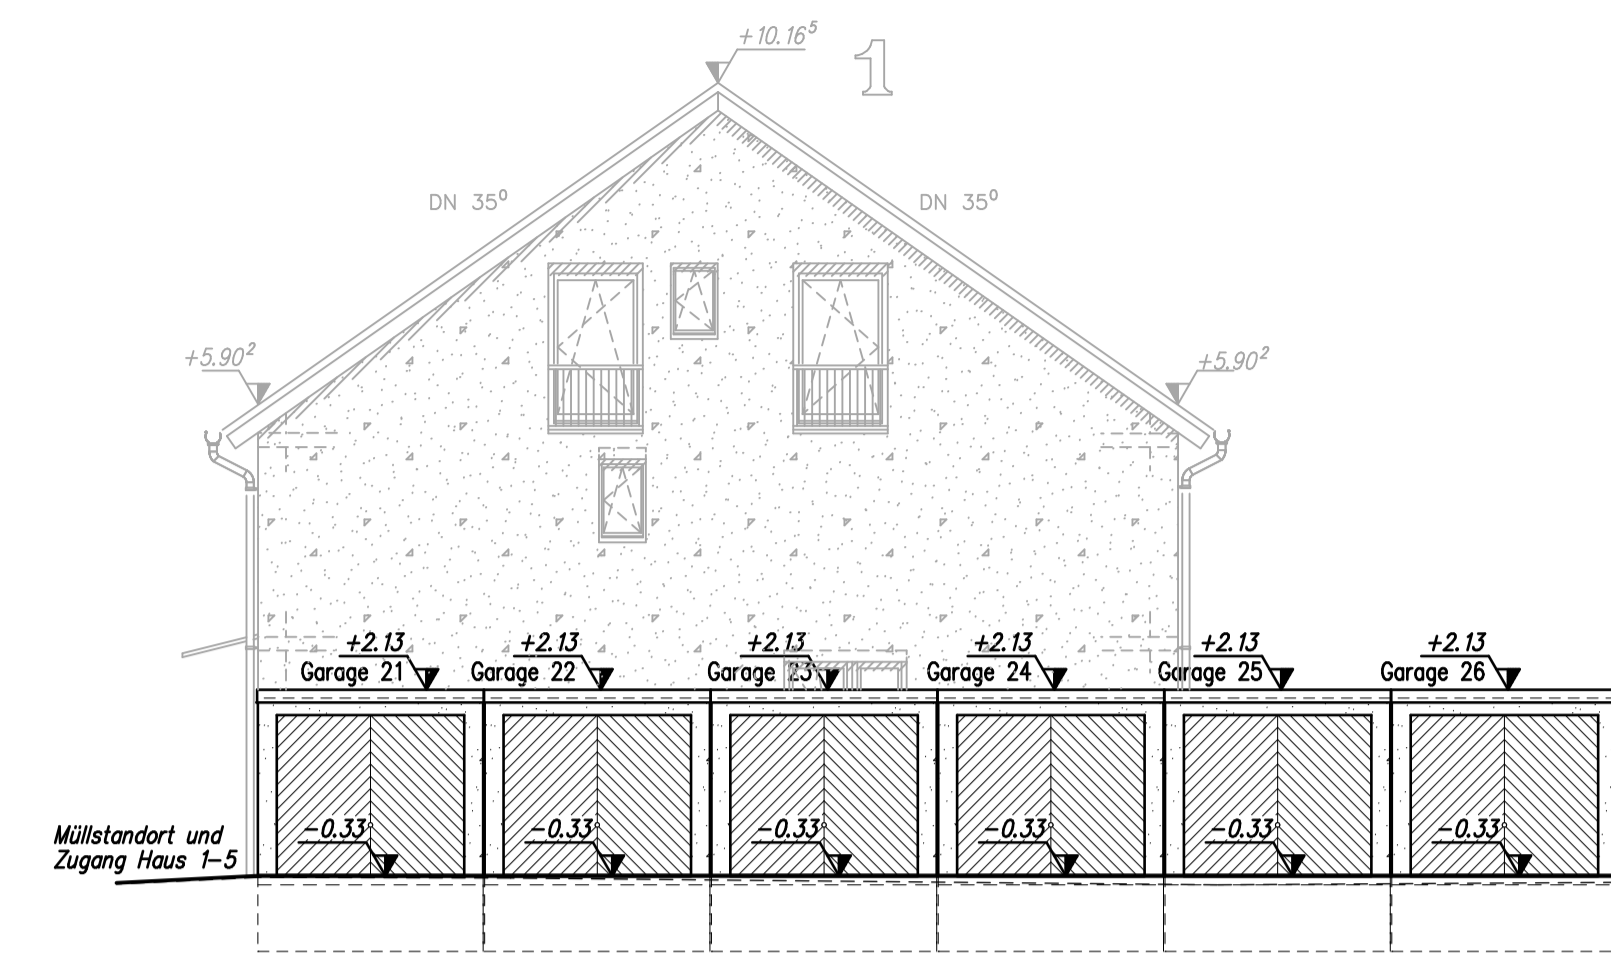 +10.16⁵
1
DN 35⁰ DN 35⁰
+5.90² +5.90²
+2.13 +2.13 +2.13 +2.13 +2.13 +2.13
Garage 21 Garage 22 Garage 23 Garage 24 Garage 25 Garage 26
-0.33 -0.33 -0.33 -0.33 -0.33 -0.33
Müllstandort und
Zugang Haus 1-5